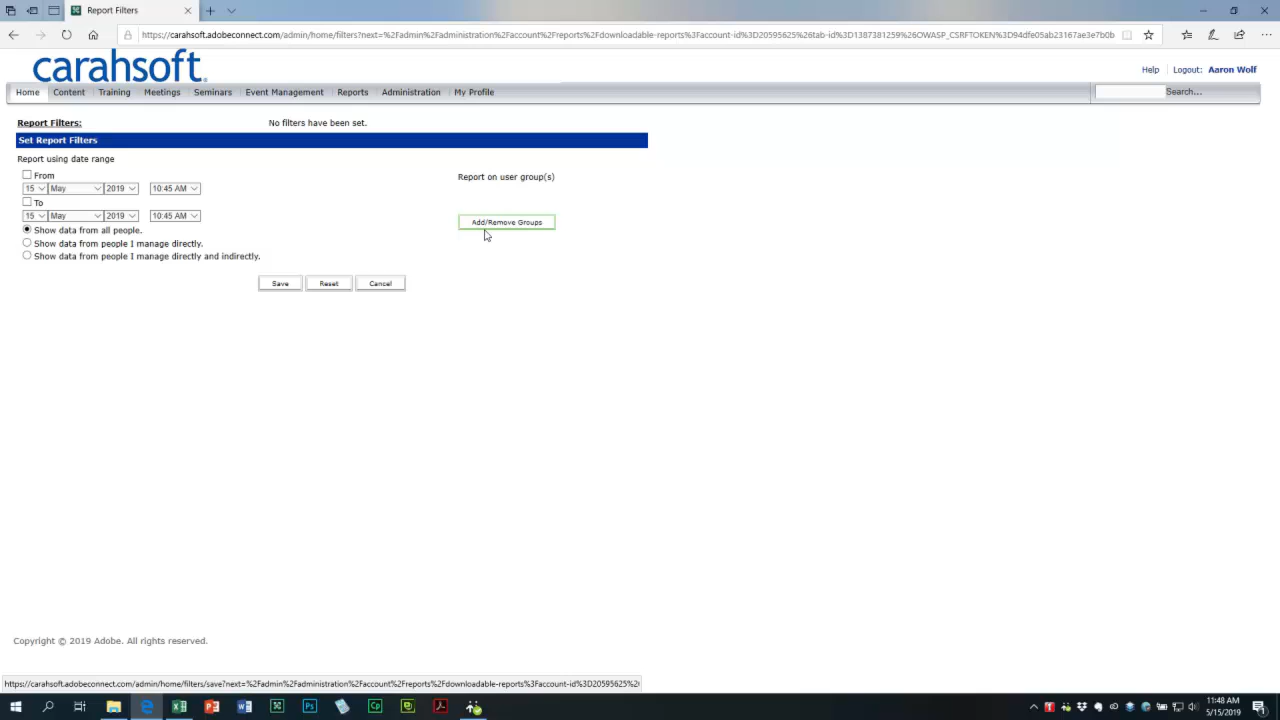 Report Filters
https://carahsoft.adobeconnect.com/admin/home/filters?next=%2Fadmin%2Fadministration%2Faccount%2Freports%2Fdownloadable-reports%3Faccount-id%3D20595625%26tab-id%3D1387381259%26OWASP_CSRFTOKEN%3D94dfe05ab23167ae3e7b0b
carahsoft.
Help Logout: Aaron Wolf
Home Content Training Meetings Seminars Event Management Reports Administration My Profile Search...
Report Filters: No filters have been set.
Set Report Filters
Report using date range
From
Report on user group(s)
15 May 2019 10:45 AM
To
15 May 2019 10:45 AM
Add/Remove Groups
Show data from all people.
Show data from people I manage directly.
Show data from people I manage directly and indirectly.
Save Reset Cancel
Copyright © 2019 Adobe. All rights reserved.
https://carahsoft.adobeconnect.com/admin/home/filters/save?next=%2Fadmin%2Fadministration%2Faccount%2Freports%2Fdownloadable-reports%3Faccount-id%3D20595625%2
11:48 AM
5/15/2019